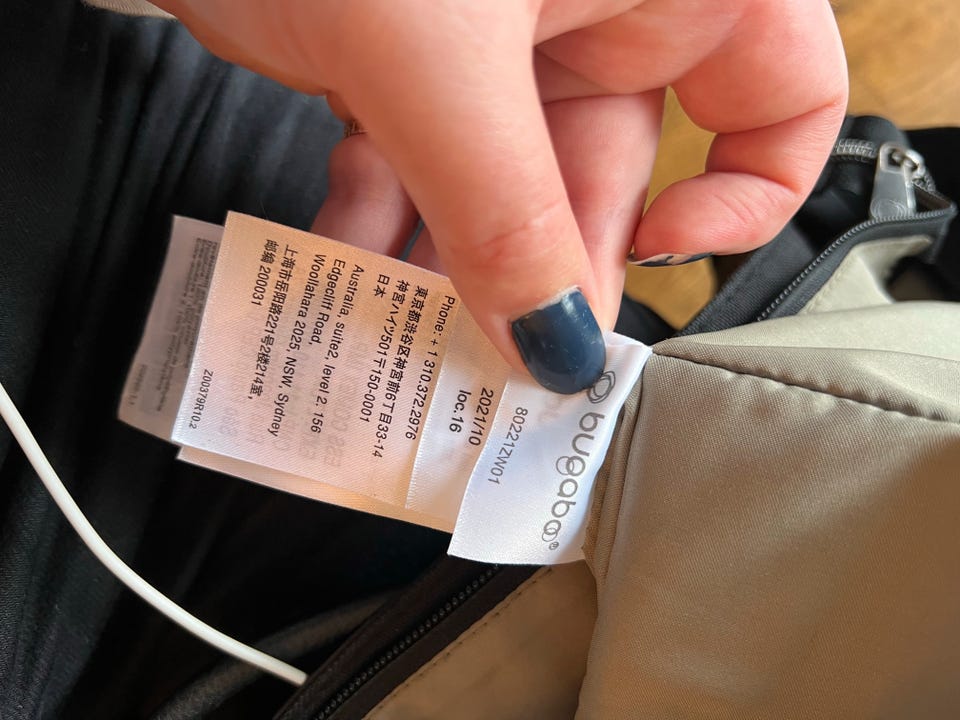 bugaboo®
80221ZW01
2021/10
loc.16
Phone: + 1 310.372.2976
東京都渋谷区神宮前6丁目33-14
神宮ハイツ501〒150-0001
日本
Australia, suite2, level 2, 156
Edgecliff Road,
Woollahra 2025, NSW, Sydney
上海市岳阳路221号2楼214室,
邮编 200031
Z00379R10.2